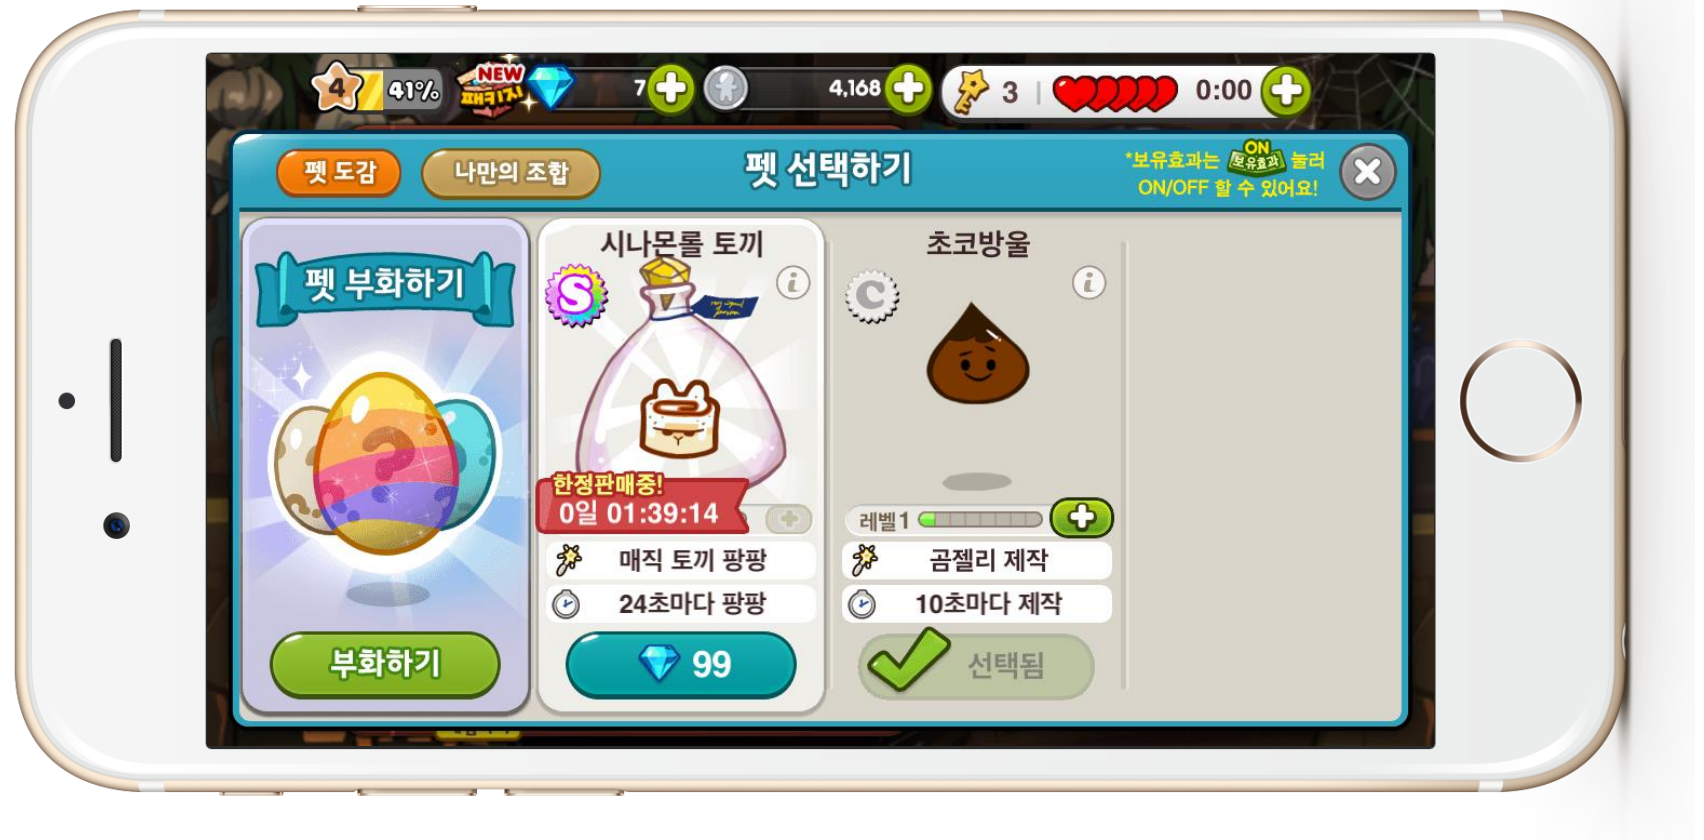 4
41%
NEW
패키지
7
4,168
3
0:00
펫 도감
나만의 조합
펫 선택하기
*보유효과는 ON 보유효과 눌러
ON/OFF 할 수 있어요!
펫 부화하기
?
부화하기
시나몬롤 토끼
S
i
한정판매중!
0일 01:39:14
매직 토끼 팡팡
24초마다 팡팡
99
초코방울
C
i
레벨1
곰젤리 제작
10초마다 제작
선택됨